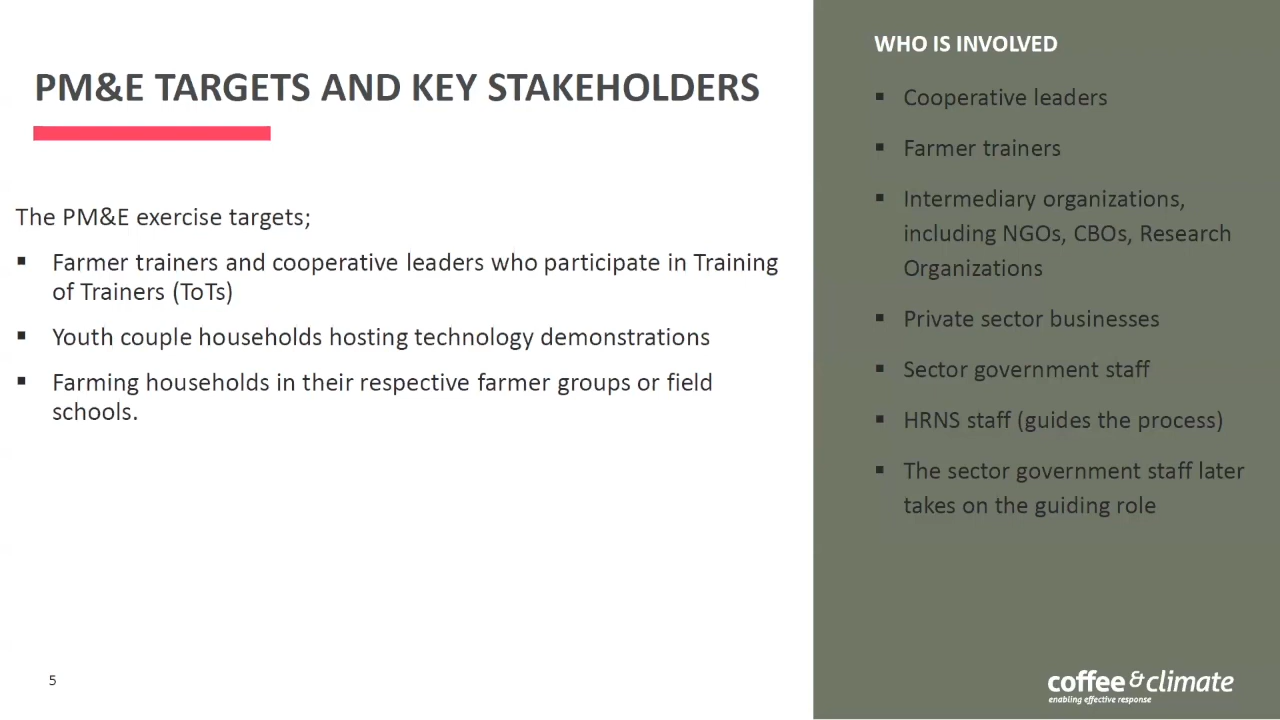 PM&E TARGETS AND KEY STAKEHOLDERS
The PM&E exercise targets;
▪ Farmer trainers and cooperative leaders who participate in Training
of Trainers (ToTs)
▪ Youth couple households hosting technology demonstrations
▪ Farming households in their respective farmer groups or field
schools.
5
WHO IS INVOLVED
▪ Cooperative leaders
▪ Farmer trainers
▪ Intermediary organizations,
including NGOs, CBOs, Research
Organizations
▪ Private sector businesses
▪ Sector government staff
▪ HRNS staff (guides the process)
▪ The sector government staff later
takes on the guiding role
coffee & climate
enabling effective response